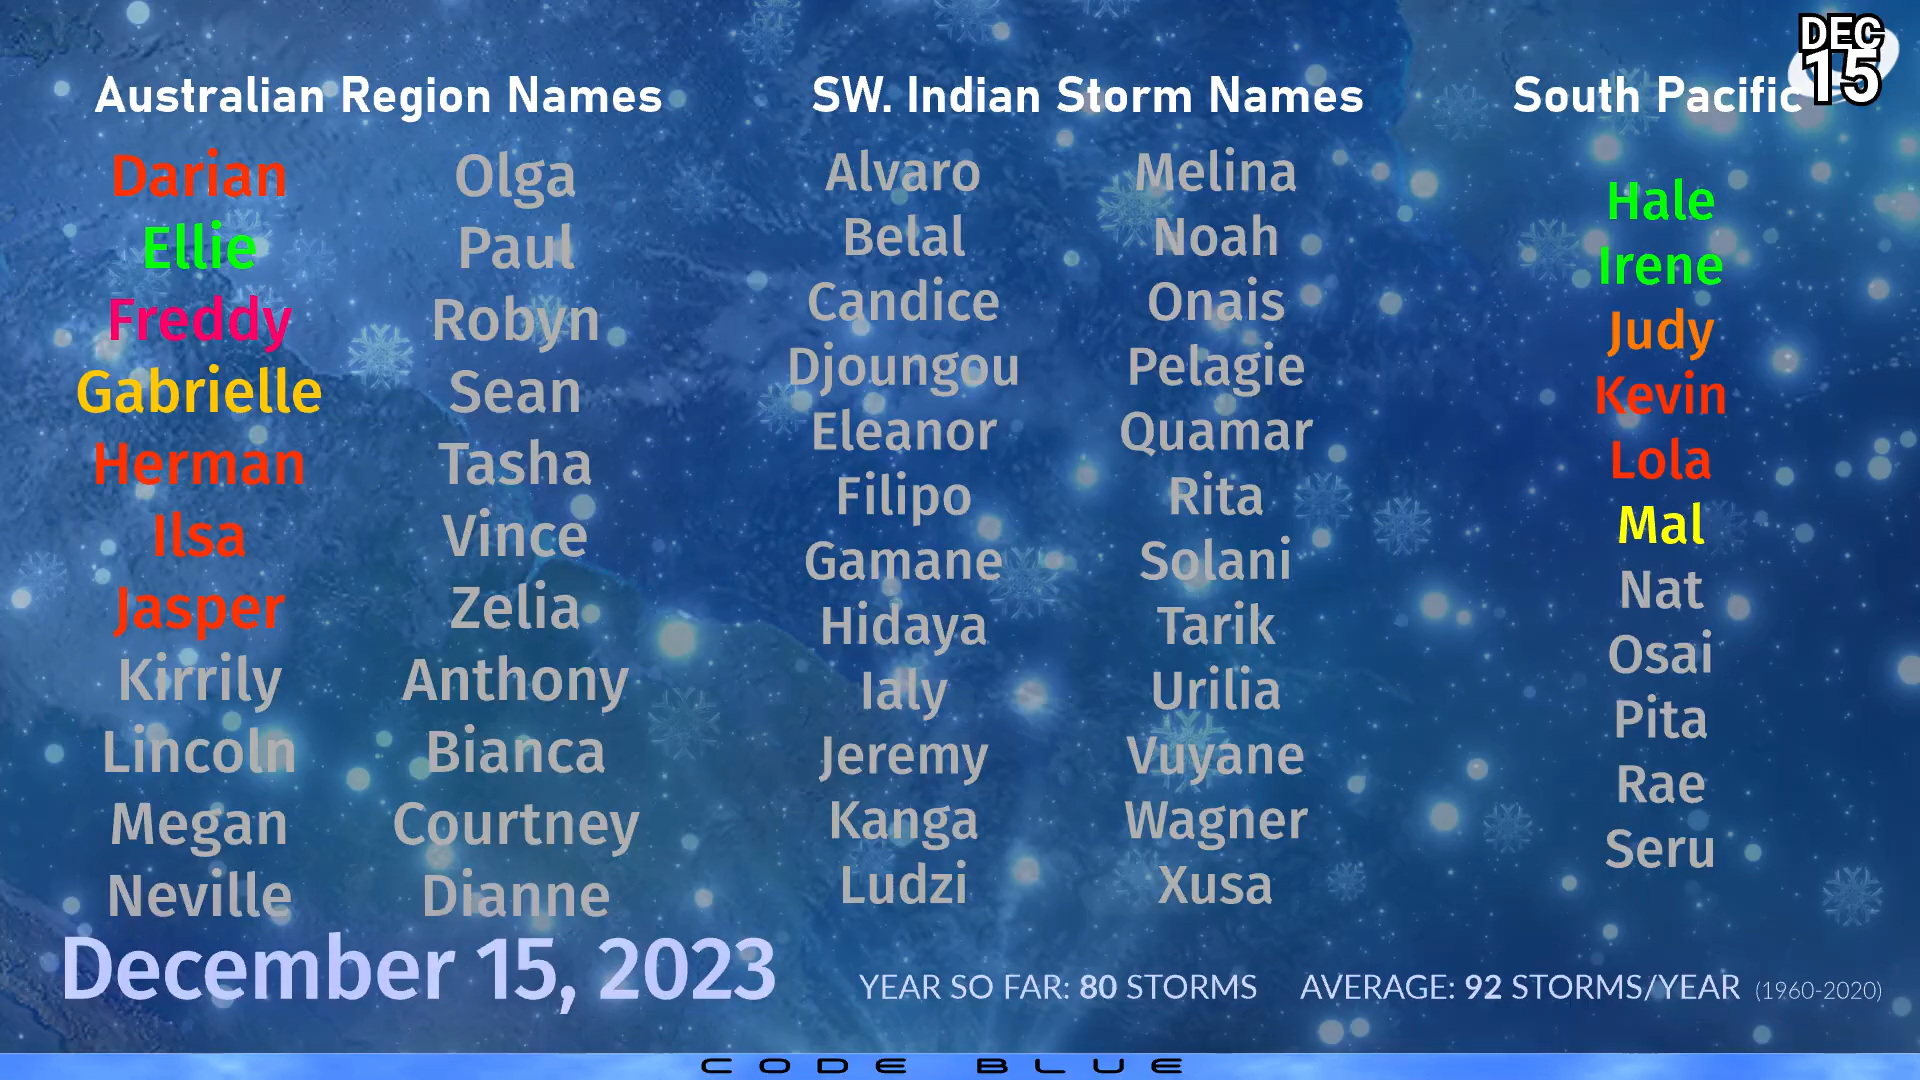 DEC
15
Australian Region Names
Darian
Ellie
Freddy
Gabrielle
Herman
Ilsa
Jasper
Kirrily
Lincoln
Megan
Neville
Olga
Paul
Robyn
Sean
Tasha
Vince
Zelia
Anthony
Bianca
Courtney
Dianne
SW. Indian Storm Names
Alvaro
Belal
Candice
Djoungou
Eleanor
Filipo
Gamane
Hidaya
Ialy
Jeremy
Kanga
Ludzi
Melina
Noah
Onais
Pelagie
Quamar
Rita
Solani
Tarik
Urilia
Vuyane
Wagner
Xusa
South Pacific
Hale
Irene
Judy
Kevin
Lola
Mal
Nat
Osai
Pita
Rae
Seru
December 15, 2023
YEAR SO FAR: 80 STORMS
AVERAGE: 92 STORMS/YEAR (1960-2020)
CODE BLUE